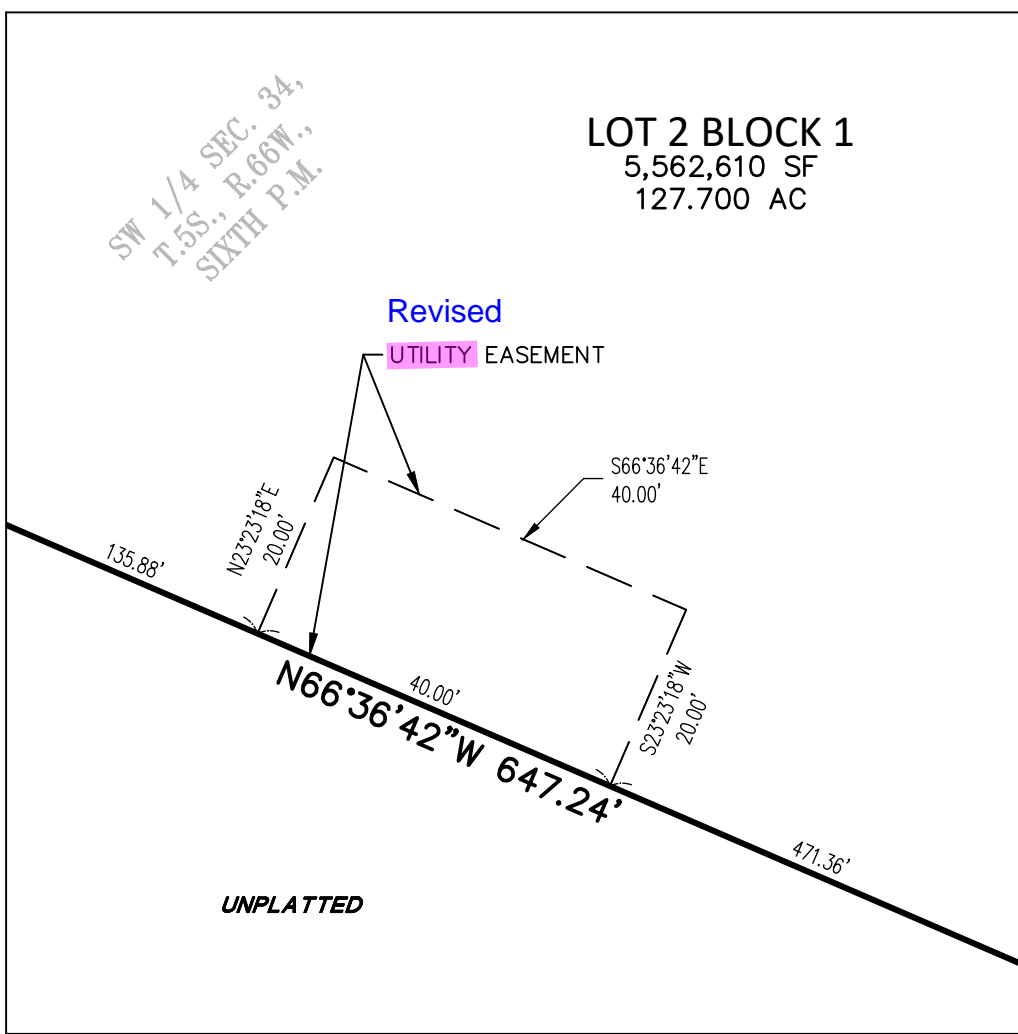 SW 1/4 SEC. 34,
T.5S., R.66W.,
SIXTH P.M.
LOT 2 BLOCK 1
5,562,610 SF
127.700 AC
Revised
UTILITY EASEMENT
S66°36'42"E
40.00'
N23°23'18"E
20.00'
135.88'
40.00'
N66°36'42"W 647.24'
S23°23'18"W
20.00'
471.36'
UNPLATTED